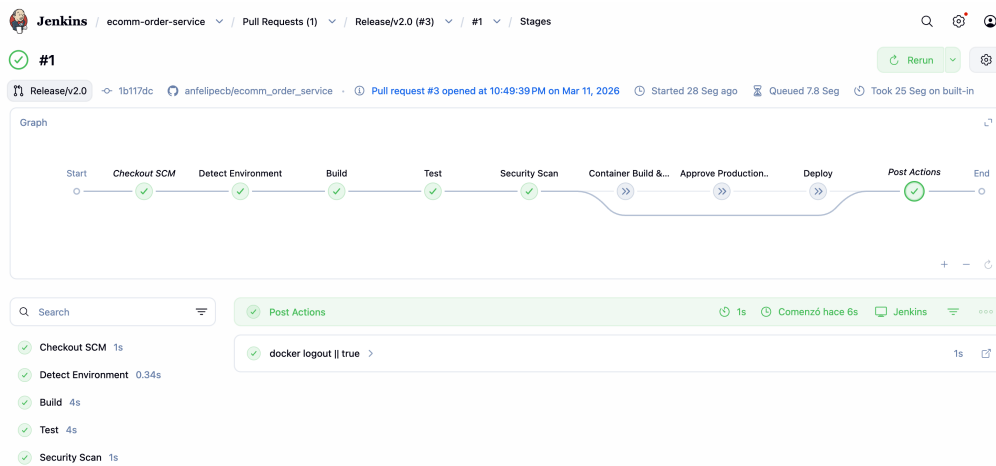 Jenkins / ecomm-order-service / Pull Requests (1) / Release/v2.0 (#3) / #1 / Stages
#1
Rerun
Release/v2.0 1b117dc anfelipecb/ecomm_order_service · Pull request #3 opened at 10:49:39 PM on Mar 11, 2026 Started 28 Seg ago Queued 7.8 Seg Took 25 Seg on built-in
Graph
Start Checkout SCM Detect Environment Build Test Security Scan Container Build &... Approve Production.. Deploy Post Actions End
Search
Post Actions 1s Comenzó hace 6s Jenkins
Checkout SCM 1s
docker logout || true 1s
Detect Environment 0.34s
Build 4s
Test 4s
Security Scan 1s